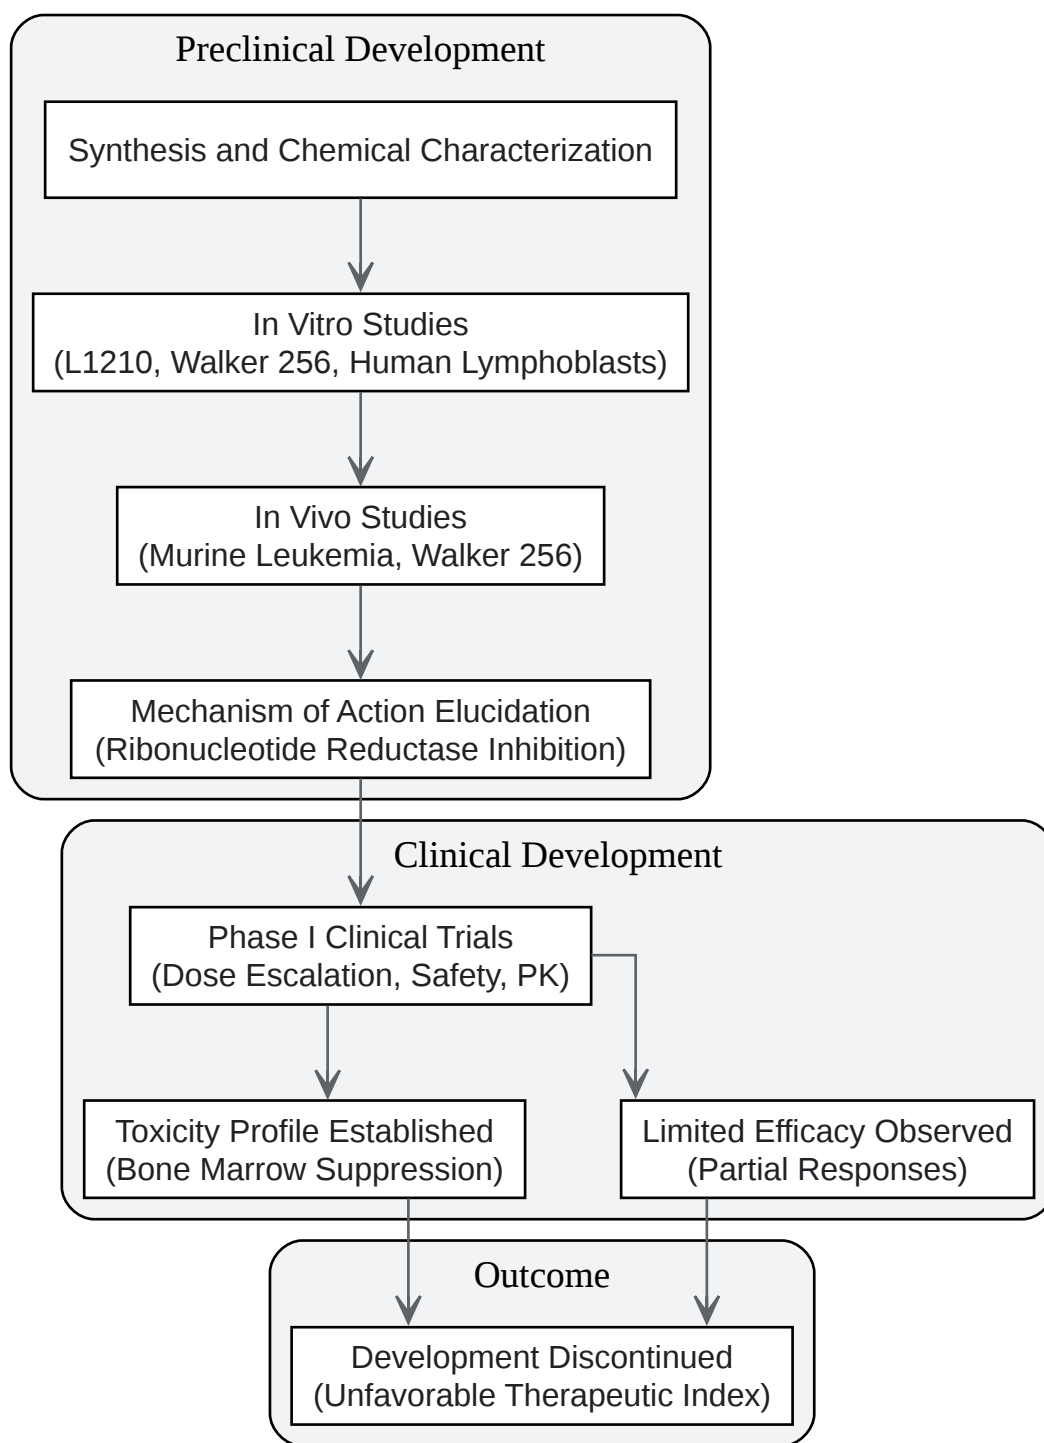 Preclinical Development
Synthesis and Chemical Characterization
In Vitro Studies
(L1210, Walker 256, Human Lymphoblasts)
In Vivo Studies
(Murine Leukemia, Walker 256)
Mechanism of Action Elucidation
(Ribonucleotide Reductase Inhibition)
Clinical Development
Phase I Clinical Trials
(Dose Escalation, Safety, PK)
Toxicity Profile Established
(Bone Marrow Suppression)
Limited Efficacy Observed
(Partial Responses)
Outcome
Development Discontinued
(Unfavorable Therapeutic Index)